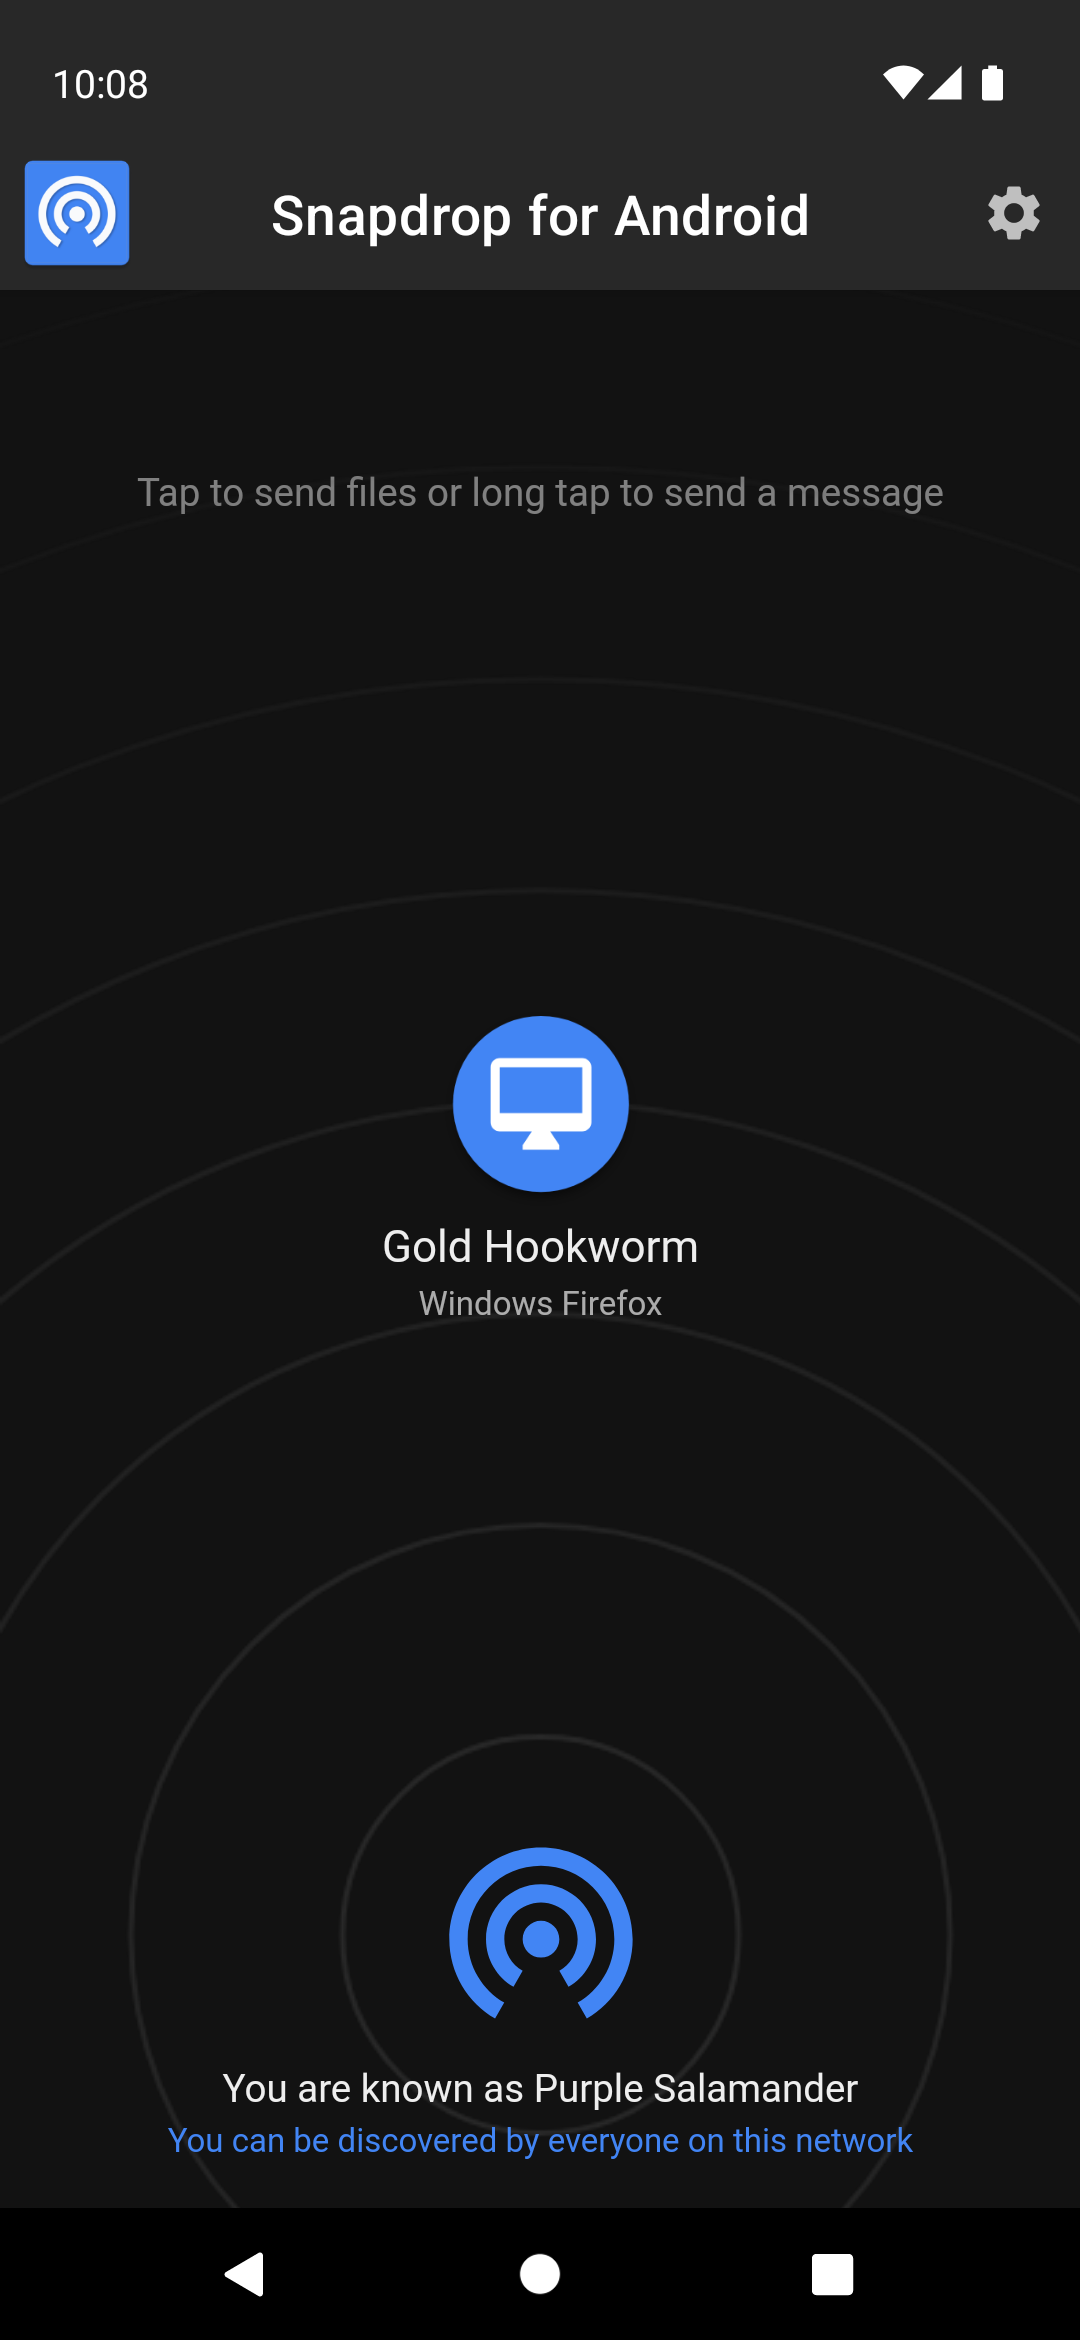 10:08
Snapdrop for Android
Tap to send files or long tap to send a message
Gold Hookworm
Windows Firefox
You are known as Purple Salamander
You can be discovered by everyone on this network